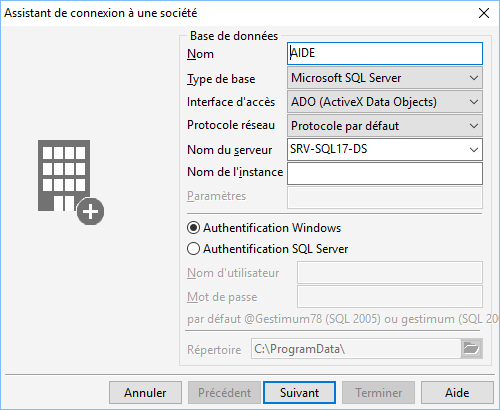 Assistant de connexion à une société
Base de données
Nom AIDE
Type de base Microsoft SQL Server
Interface d'accès ADO (ActiveX Data Objects)
Protocole réseau Protocole par défaut
Nom du serveur SRV-SQL17-DS
Nom de l'instance
Paramètres
Authentification Windows
Authentification SQL Server
Nom d'utilisateur
Mot de passe
par défaut @Gestimum78 (SQL 2005) ou gestimum (SQL 20
Répertoire C:\ProgramData\
Annuler Précédent Suivant Terminer Aide